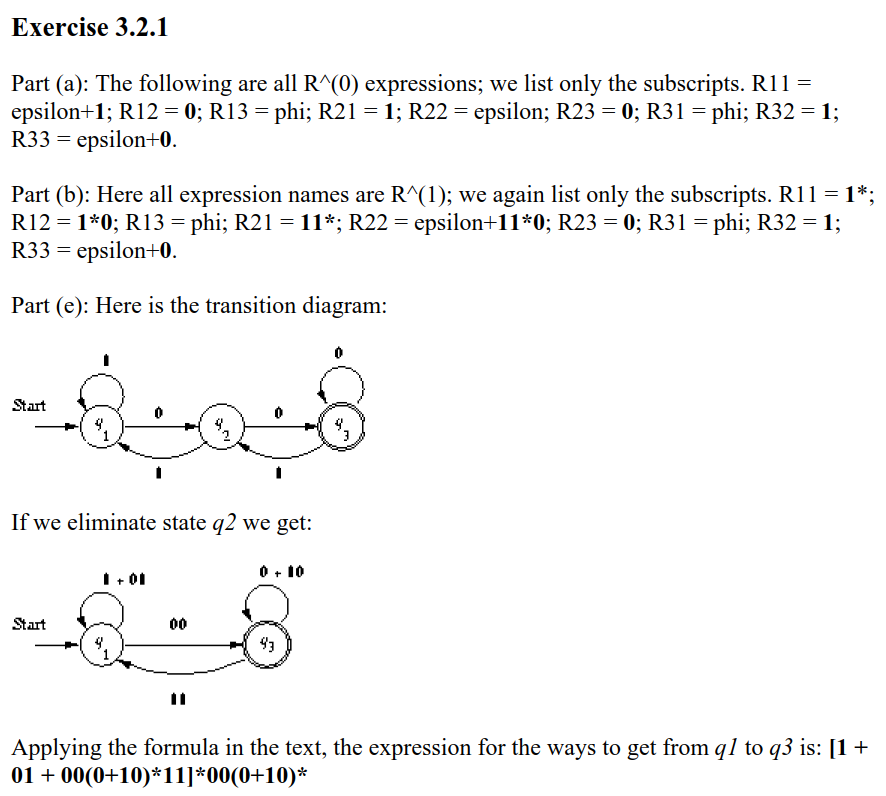 Exercise 3.2.1
Part (a): The following are all R^(0) expressions; we list only the subscripts. R11 =
epsilon+1; R12 = 0; R13 = phi; R21 = 1; R22 = epsilon; R23 = 0; R31 = phi; R32 = 1;
R33 = epsilon+0.
Part (b): Here all expression names are R^(1); we again list only the subscripts. R11 = 1*;
R12 = 1*0; R13 = phi; R21 = 11*; R22 = epsilon+11*0; R23 = 0; R31 = phi; R32 = 1;
R33 = epsilon+0.
Part (e): Here is the transition diagram:
1 0
Start 0 0
q1 q2 q3
1 1
If we eliminate state q2 we get:
1 + 01 0 + 10
Start 00
q1 q3
11
Applying the formula in the text, the expression for the ways to get from q1 to q3 is: [1 +
01 + 00(0+10)*11]*00(0+10)*